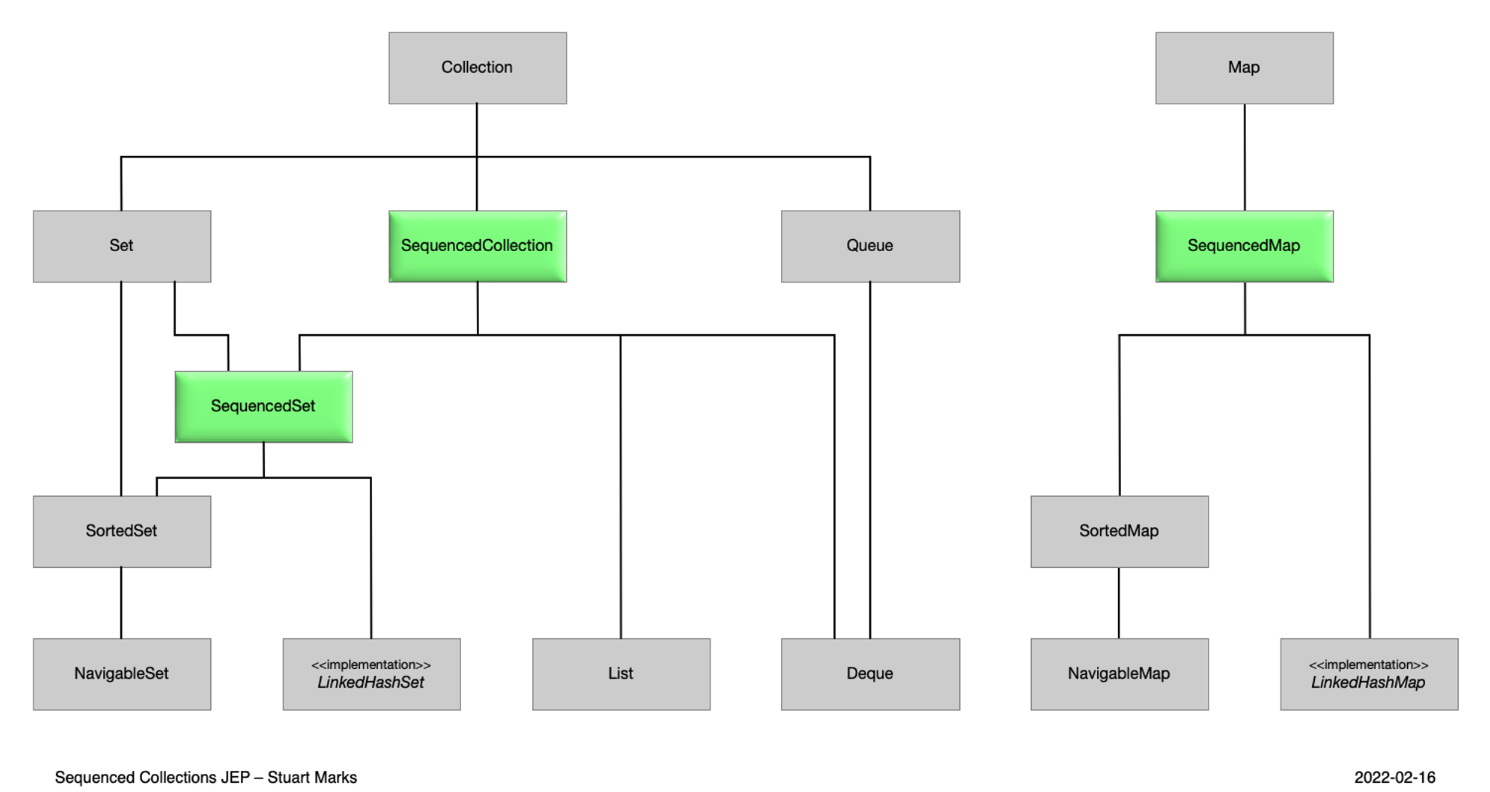 Collection
Map
Set
SequencedCollection
Queue
SequencedMap
SequencedSet
SortedSet
SortedMap
NavigableSet
<<implementation>>
LinkedHashSet
List
Deque
NavigableMap
<<implementation>>
LinkedHashMap
Sequenced Collections JEP – Stuart Marks
2022-02-16